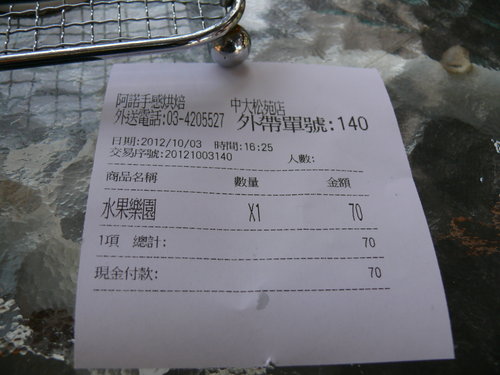 阿諾手感烘焙 中大松苑店
外送電話:03-4205527 外帶單號:140
日期:2012/10/03 時間:16:25
交易序號:20121003140 人數:
商品名稱 數量 金額
水果樂園 X1 70
1項 總計: 70
現金付款: 70